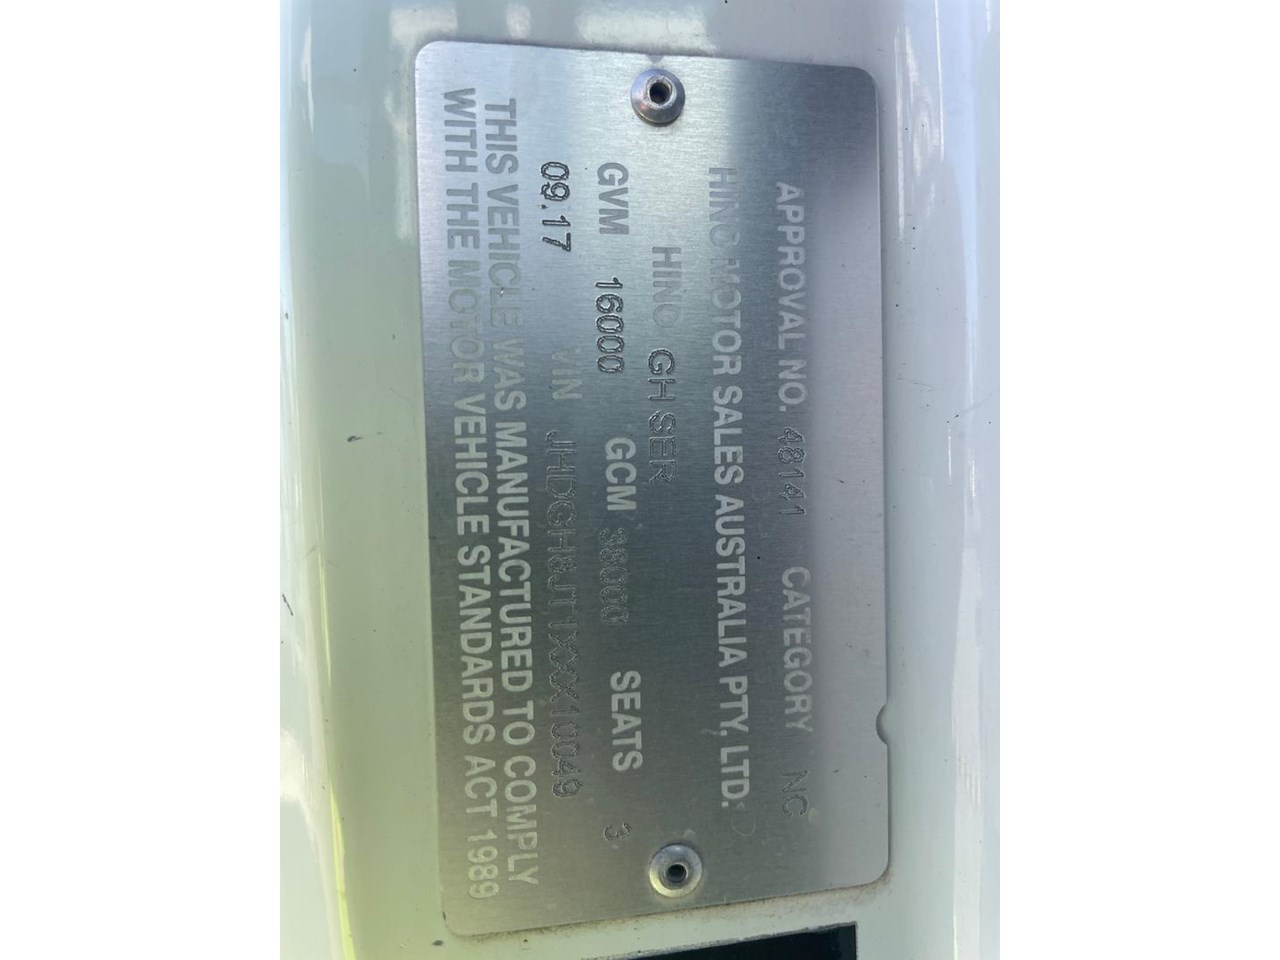 APPROVAL NO. 48141 CATEGORY NC
HINO MOTOR SALES AUSTRALIA PTY, LTD.
HINO GH SER
GVM 16000 GCM 38000 SEATS 3
09.17 VIN JHDGH8JTXXX10049
THIS VEHICLE WAS MANUFACTURED TO COMPLY
WITH THE MOTOR VEHICLE STANDARDS ACT 1989